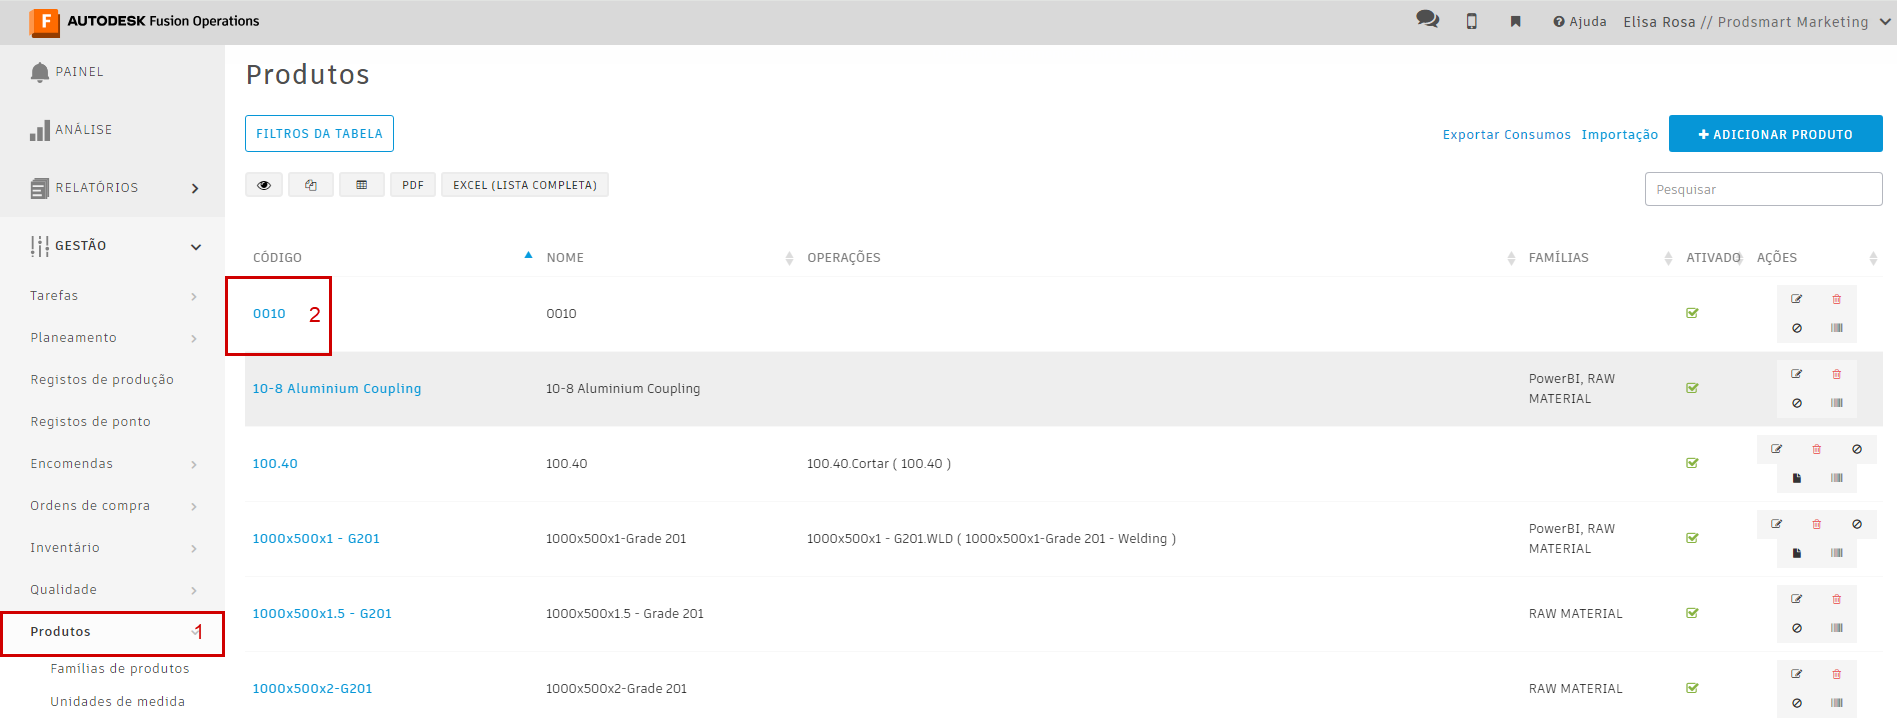 F AUTODESK Fusion Operations
Ajuda
Elisa Rosa // Prodsmart Marketing
PAINEL
ANÁLISE
RELATÓRIOS
GESTÃO
Tarefas
Planeamento
Registos de produção
Registos de ponto
Encomendas
Ordens de compra
Inventário
Qualidade
Produtos 1
Famílias de produtos
Unidades de medida
Produtos
FILTROS DA TABELA
Exportar Consumos Importação + ADICIONAR PRODUTO
PDF EXCEL (LISTA COMPLETA)
Pesquisar
CÓDIGO NOME OPERAÇÕES FAMÍLIAS ATIVADO AÇÕES
0010 2 0010
10-8 Aluminium Coupling 10-8 Aluminium Coupling PowerBI, RAW
MATERIAL
100.40 100.40 100.40.Cortar ( 100.40 )
1000x500x1 - G201 1000x500x1-Grade 201 1000x500x1 - G201.WLD ( 1000x500x1-Grade 201 - Welding ) PowerBI, RAW
MATERIAL
1000x500x1.5 - G201 1000x500x1.5 - Grade 201 RAW MATERIAL
1000x500x2-G201 1000x500x2-Grade 201 RAW MATERIAL